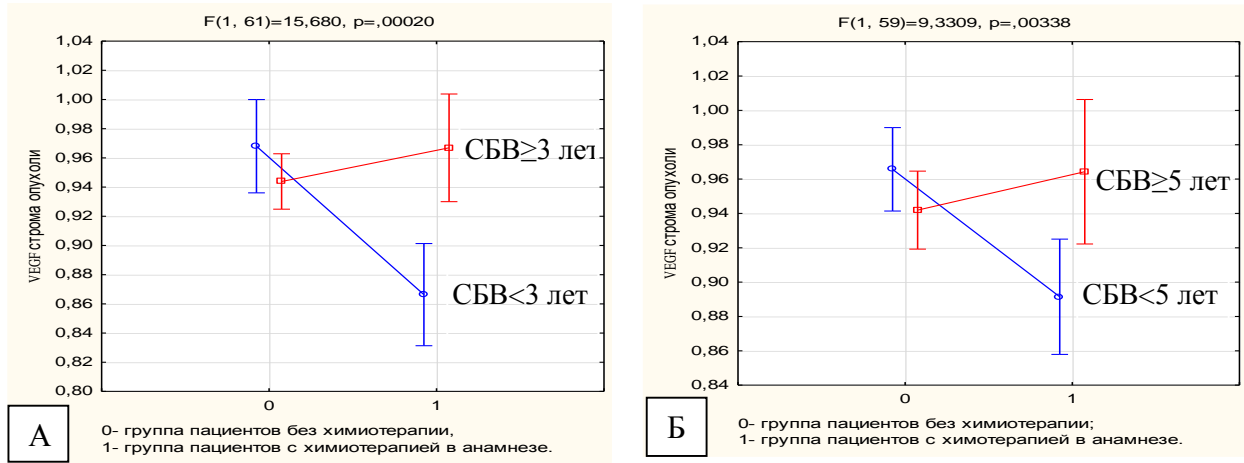 F(1, 61)=15,680, p=,00020
1,04
1,02
1,00
0,98
0,96
0,94
0,92
0,90
0,88
0,86
0,84
0,82
0,80
VEGF строма опухоли
СБВ≥3 лет
СБВ<3 лет
0
1
0- группа пациентов без химиотерапии,
1- группа пациентов с химиотерапией в анамнезе.
А
F(1, 59)=9,3309, p=,00338
1,04
1,02
1,00
0,98
0,96
0,94
0,92
0,90
0,88
0,86
0,84
VEGF строма опухоли
СБВ≥5 лет
СБВ<5 лет
0
1
0- группа пациентов без химиотерапии;
1- группа пациентов с химотерапией в анамнезе.
Б